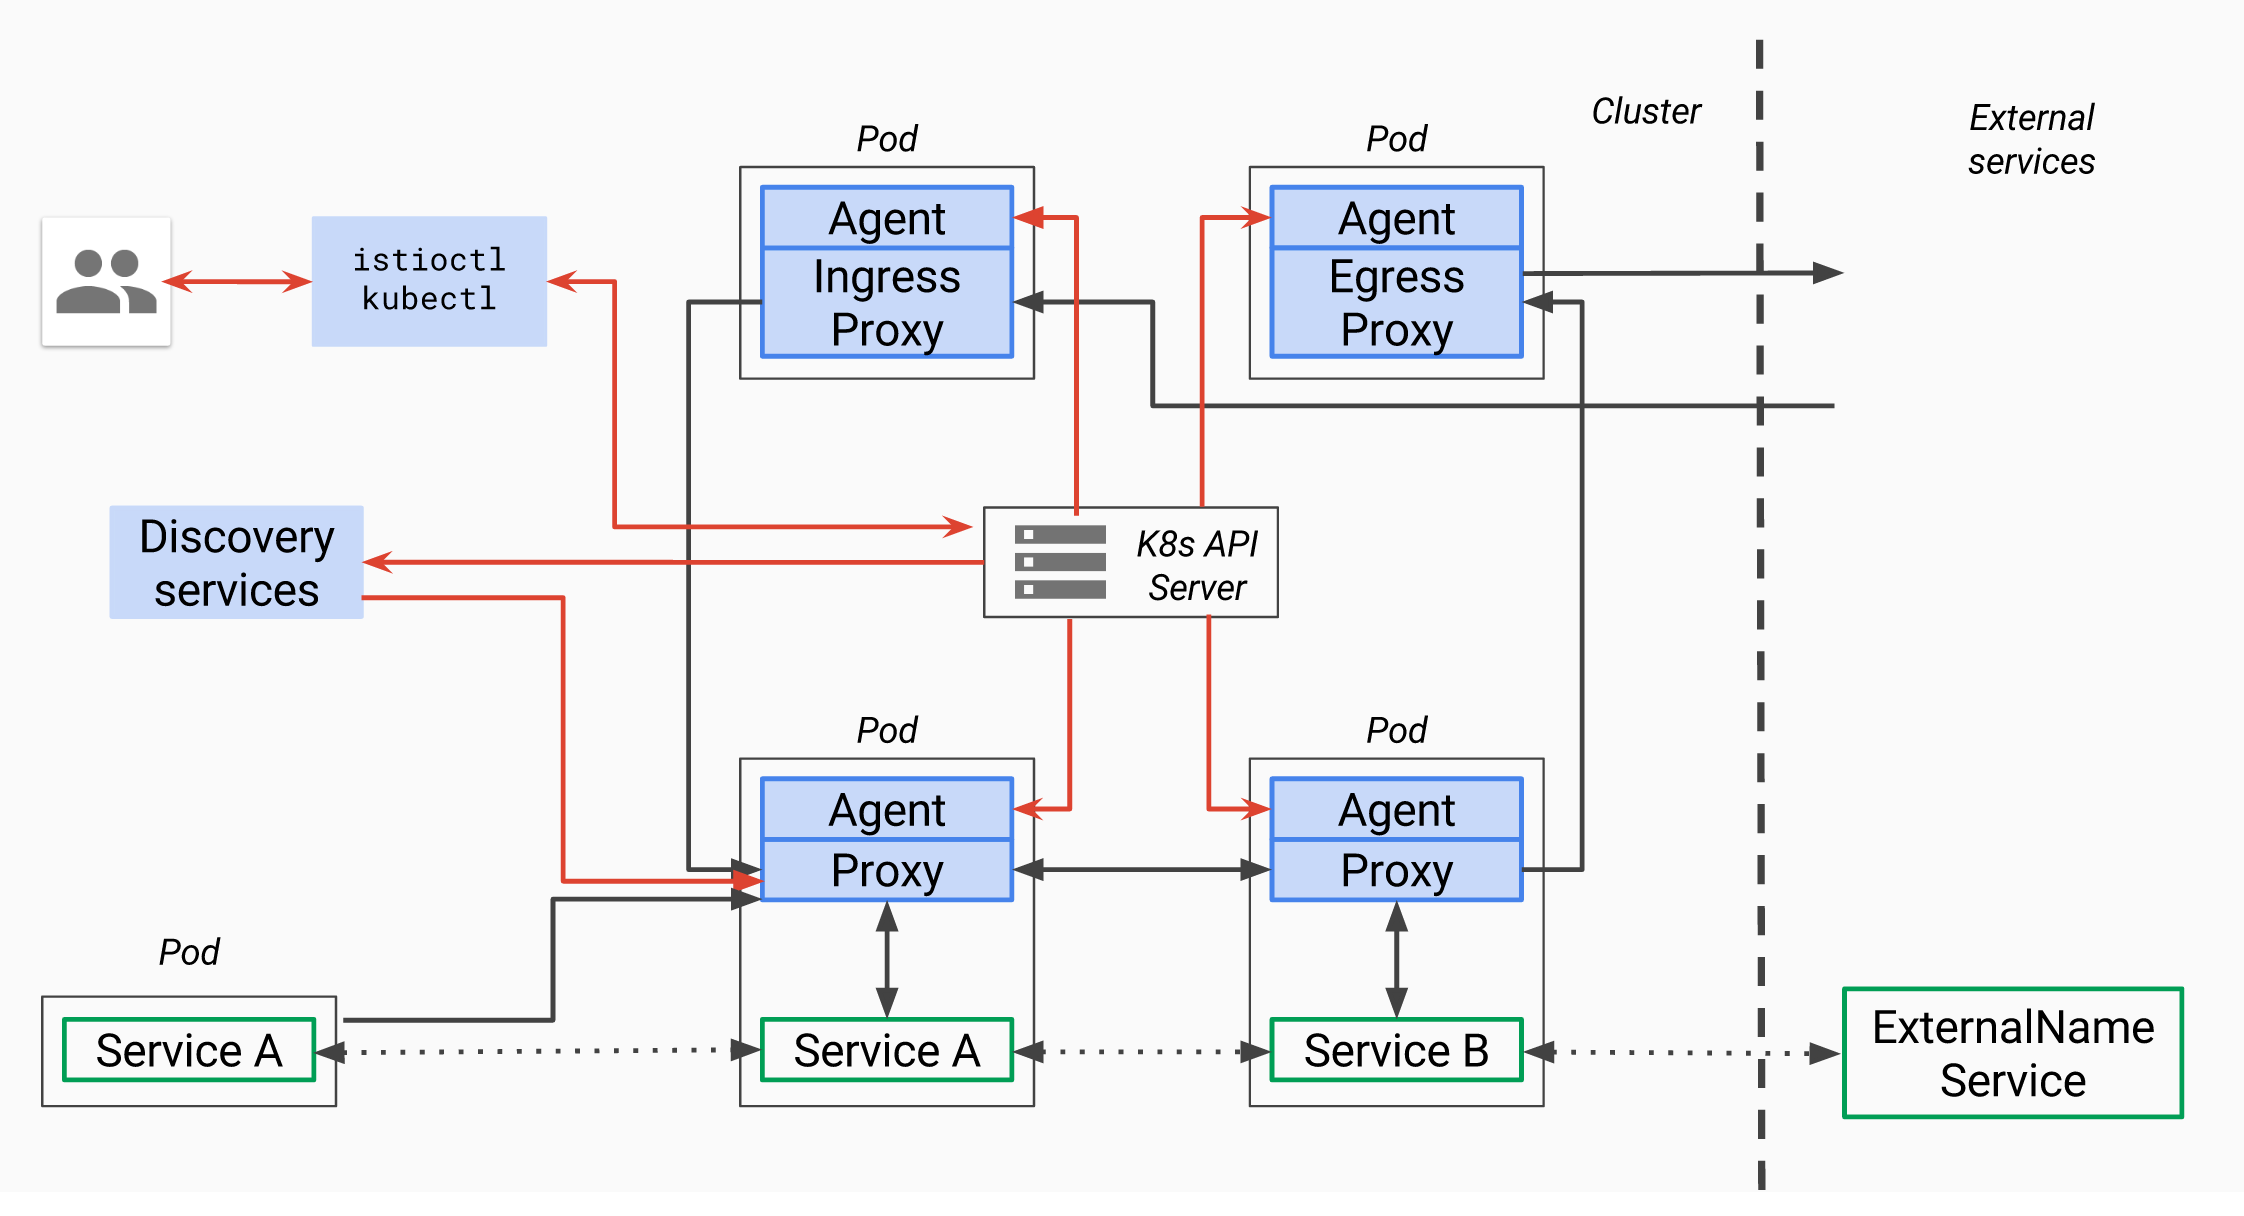 Cluster
External
services
Pod
Pod
Agent
Ingress
Proxy
Agent
Egress
Proxy
istioctl
kubectl
Discovery
services
K8s API
Server
Pod
Pod
Agent
Proxy
Agent
Proxy
Pod
Service A
Service A
Service B
ExternalName
Service